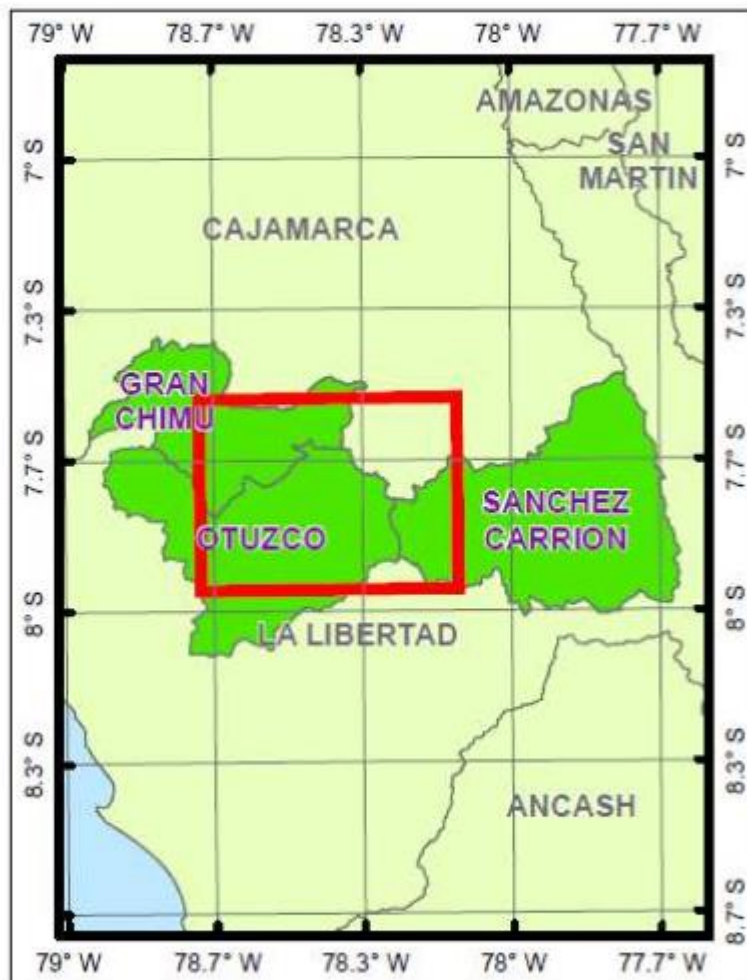 79° W 78.7° W 78.3° W 78° W 77.7° W
AMAZONAS
SAN
MARTIN
7° S 7° S
CAJAMARCA
7.3° S 7.3° S
GRAN
CHIMU
7.7° S 7.7° S
SANCHEZ
CARRION
OTUZCO
8° S 8° S
LA LIBERTAD
8.3° S 8.3° S
ANCASH
8.7° S 8.7° S
79° W 78.7° W 78.3° W 78° W 77.7° W